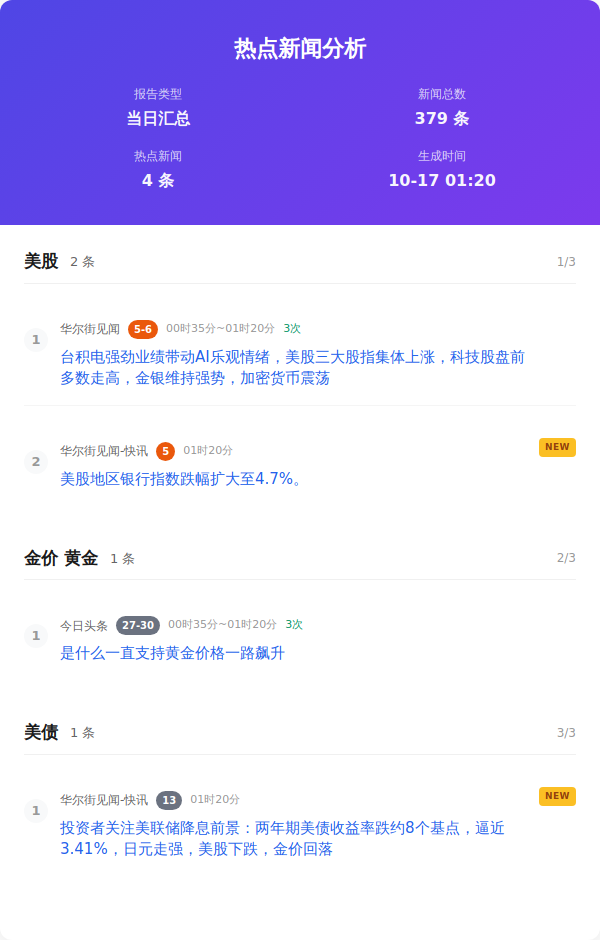 热点新闻分析
报告类型
新闻总数
当日汇总
379 条
热点新闻
生成时间
4 条
10-17 01:20
美股 2 条 1/3
1
华尔街见闻 5-6 00时35分~01时20分 3次
台积电强劲业绩带动AI乐观情绪，美股三大股指集体上涨，科技股盘前
多数走高，金银维持强势，加密货币震荡
2
华尔街见闻-快讯 5 01时20分 NEW
美股地区银行指数跌幅扩大至4.7%。
金价 黄金 1 条 2/3
1
今日头条 27-30 00时35分~01时20分 3次
是什么一直支持黄金价格一路飙升
美债 1 条 3/3
1
华尔街见闻-快讯 13 01时20分 NEW
投资者关注美联储降息前景：两年期美债收益率跌约8个基点，逼近
3.41%，日元走强，美股下跌，金价回落